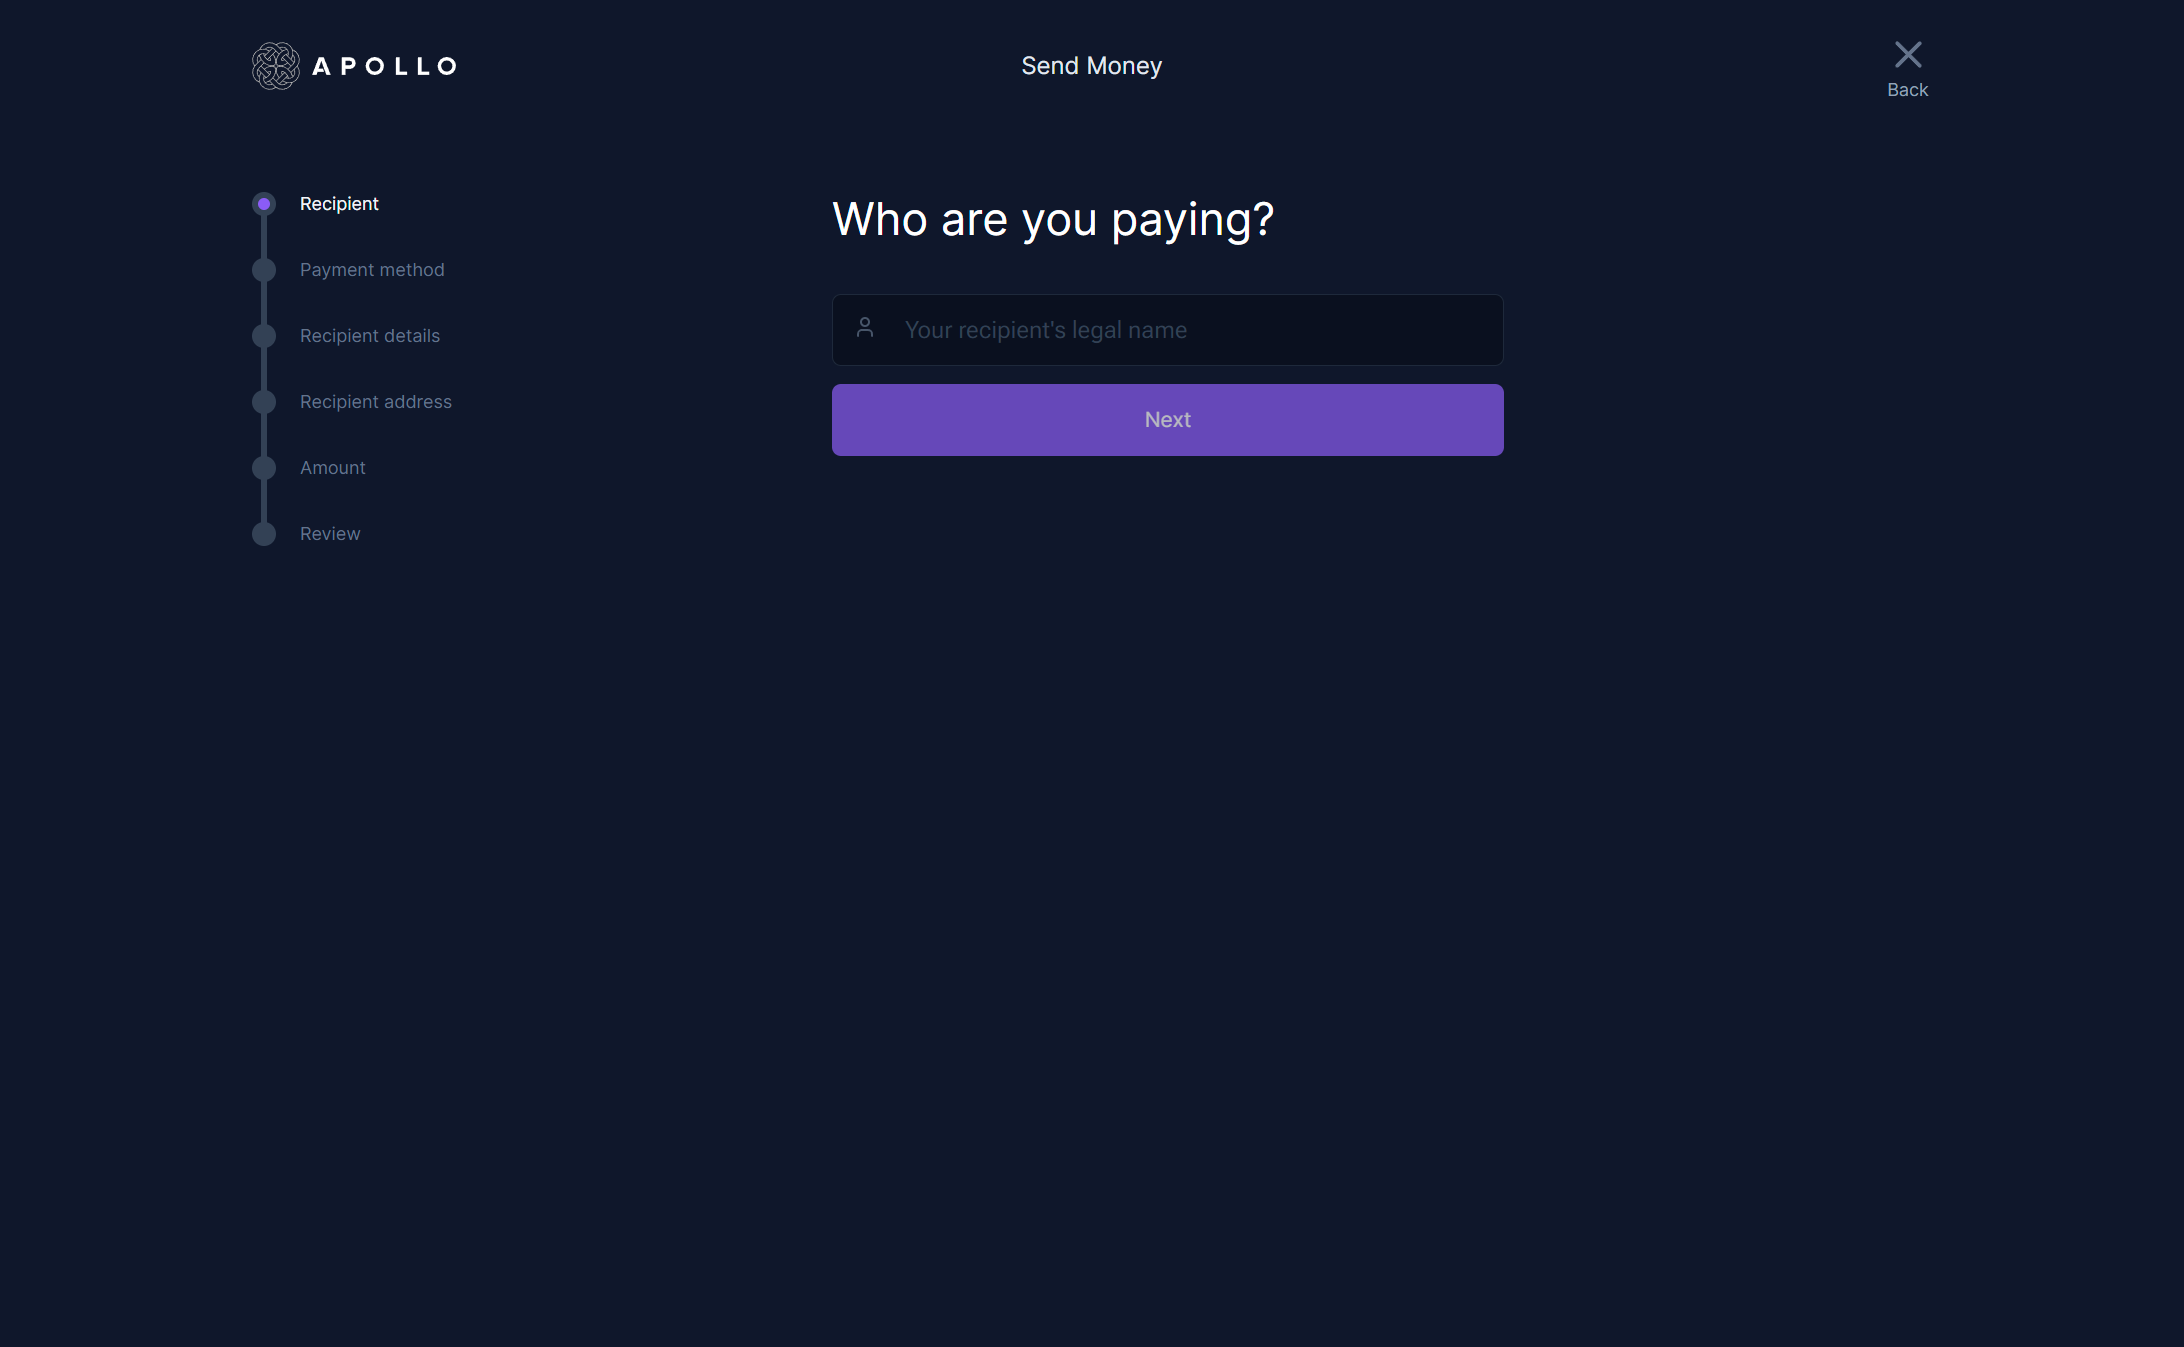 APOLLO
Send Money
Back
Recipient
Payment method
Recipient details
Recipient address
Amount
Review
Who are you paying?
Your recipient's legal name
Next